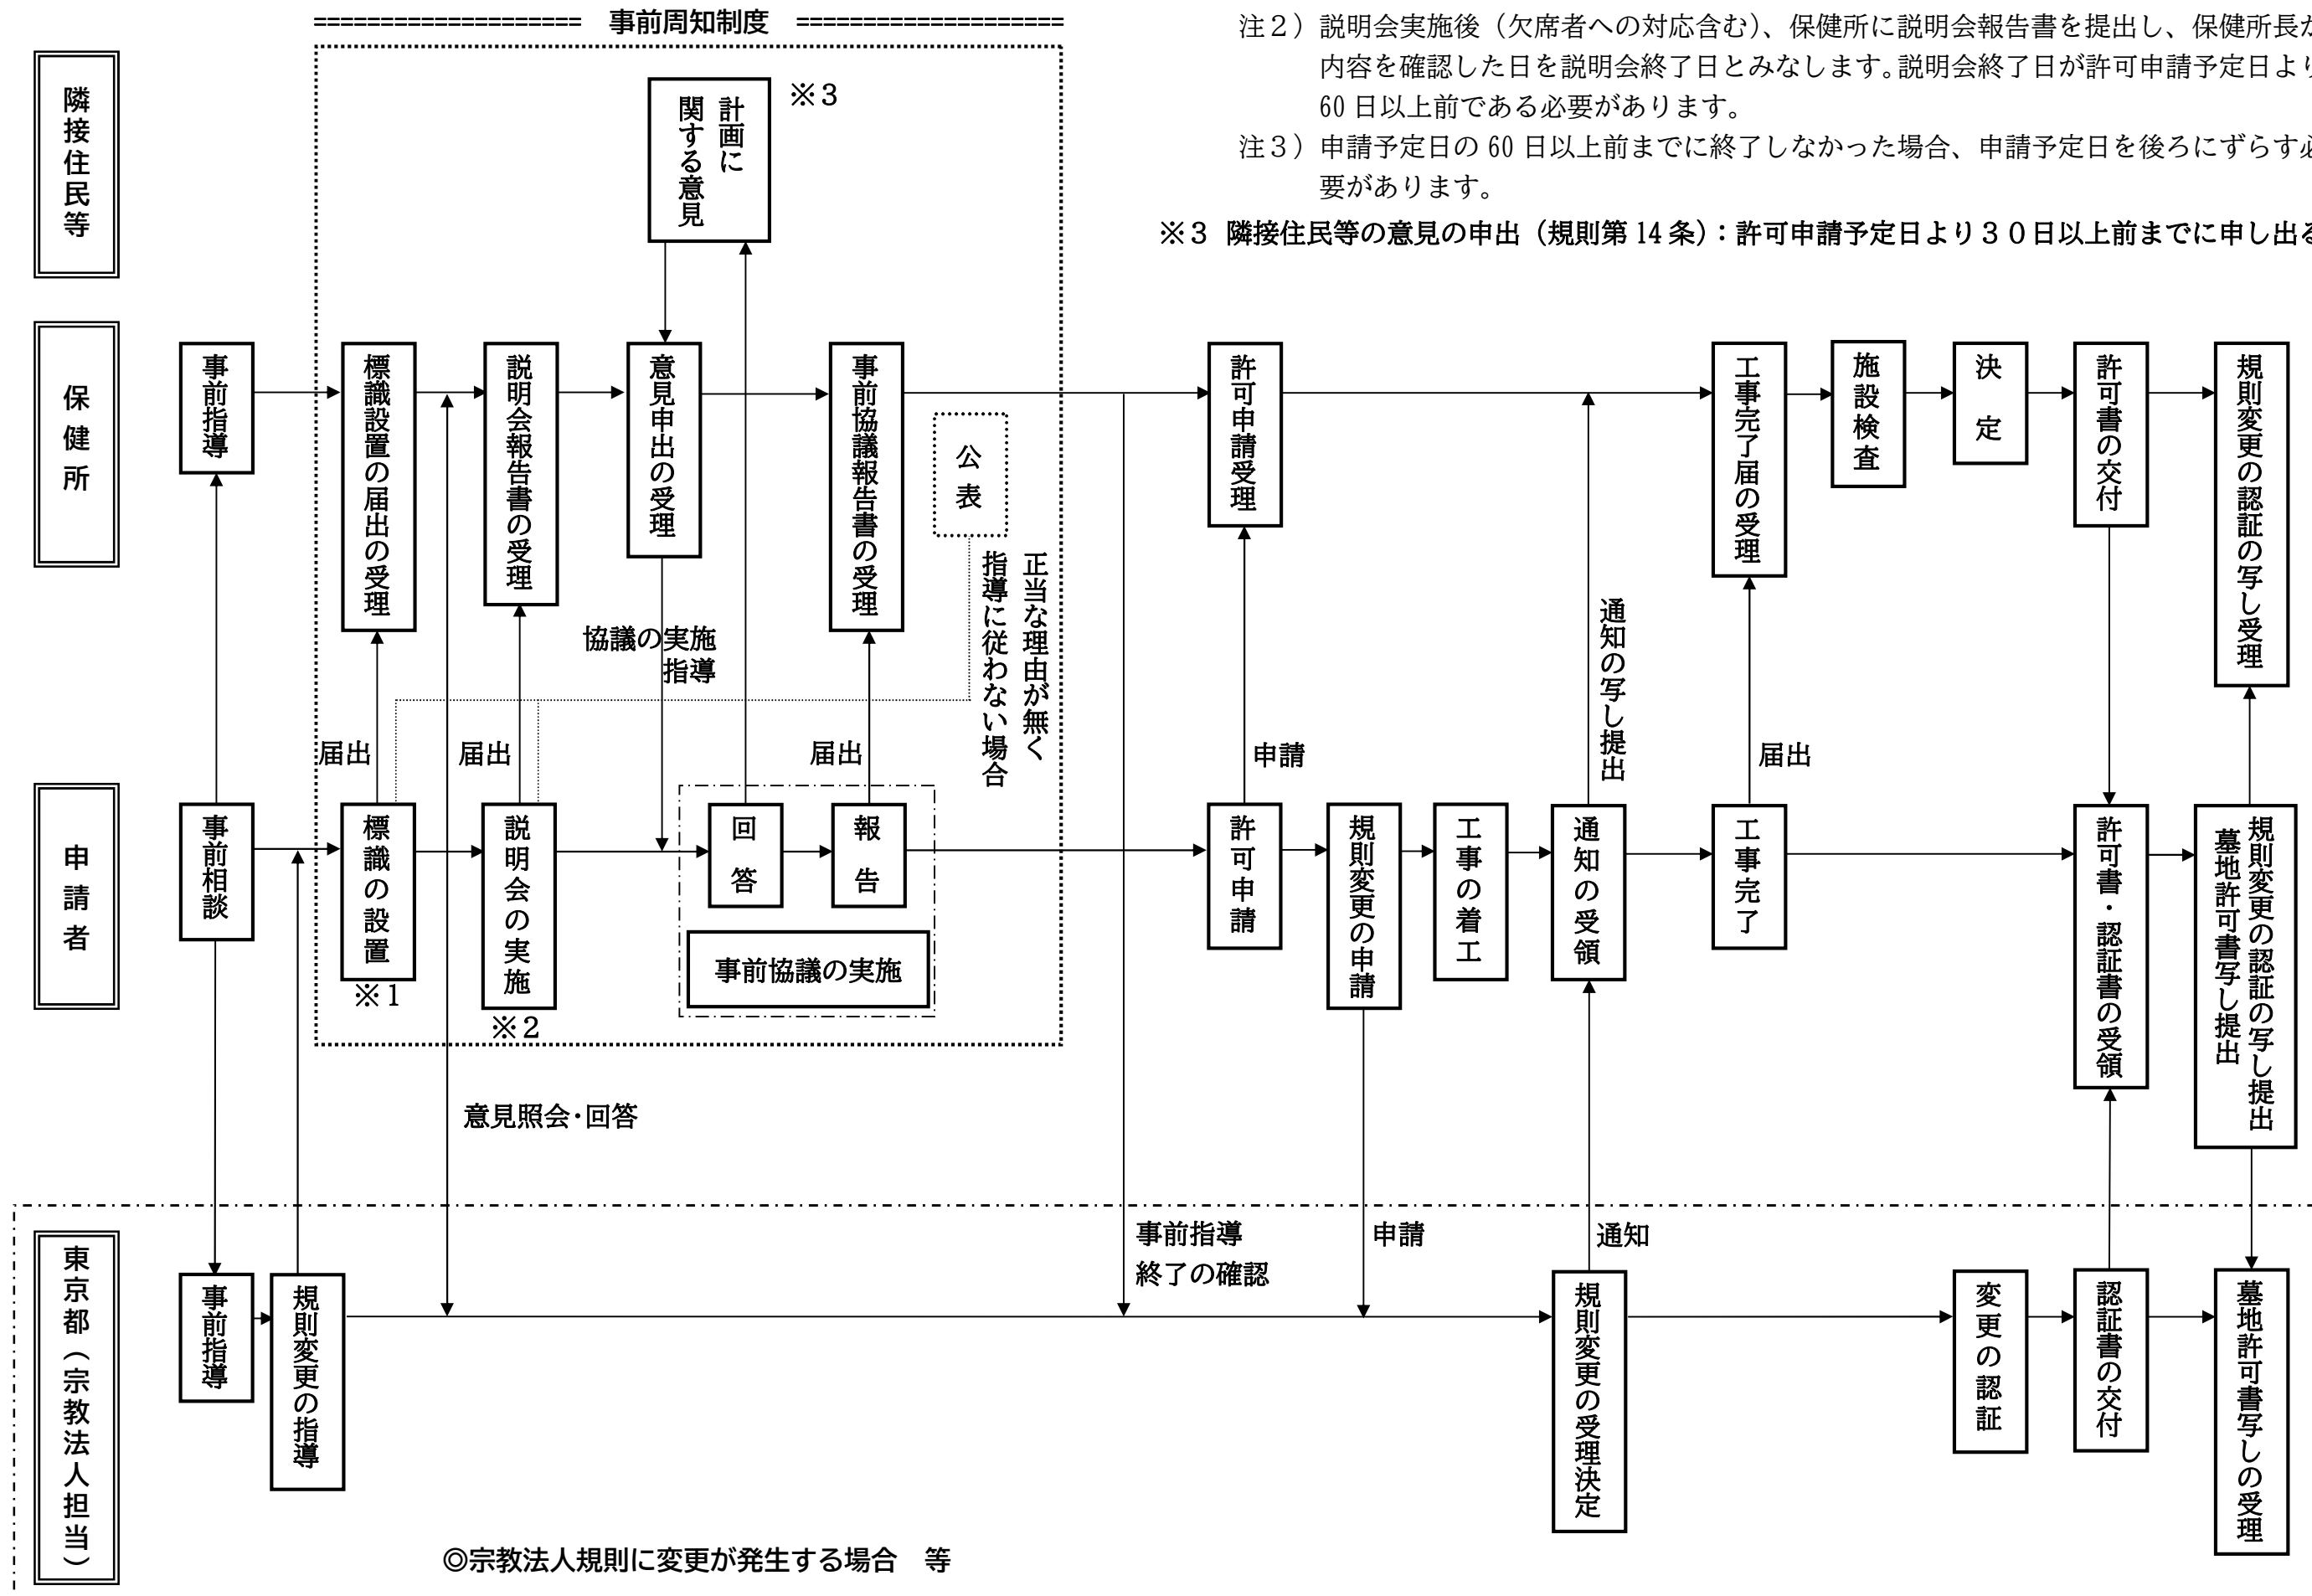 ====================　事前周知制度　====================
注２）説明会実施後（欠席者への対応含む）、保健所に説明会報告書を提出し、保健所長が
内容を確認した日を説明会終了日とみなします。説明会終了日が許可申請予定日より
60日以上前である必要があります。
注３）申請予定日の60日以上前までに終了しなかった場合、申請予定日を後ろにずらす必
要があります。
※３ 隣接住民等の意見の申出（規則第14条）：許可申請予定日より３０日以上前までに申し出る
隣接住民等
計画に
関する意見
※３
保健所
事前指導
標識設置の届出の受理
説明会報告書の受理
意見申出の受理
事前協議報告書の受理
公表
正当な理由が無く
指導に従わない場合
許可申請受理
工事完了届の受理
施設検査
決定
許可書の交付
規則変更の認証の写し受理
協議の実施
指導
届出
届出
届出
申請
通知の写し提出
届出
申請者
事前相談
標識の設置
※１
説明会の実施
※２
回答
報告
事前協議の実施
許可申請
規則変更の申請
工事の着工
通知の受領
工事完了
許可書・認証書の受領
規則変更の認証の写し提出
墓地許可書写し提出
意見照会・回答
事前指導
終了の確認
申請
通知
東京都（宗教法人担当）
事前指導
規則変更の指導
規則変更の受理決定
変更の認証
認証書の交付
墓地許可書写しの受理
◎宗教法人規則に変更が発生する場合　等